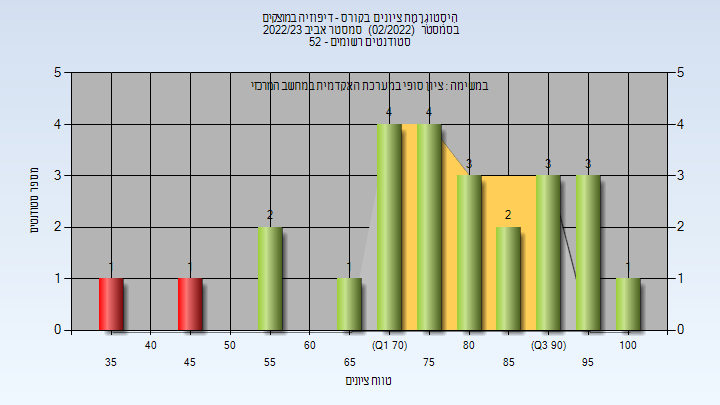 היסטוגרמת ציונים בקורס - דיפוזיה במוצקים
בסמסטר (02/2022) סמסטר אביב 2022/23
סטודנטים רשומים - 52
במשימה : ציון סופי במערכת האקדמית במחשב המרכזי
מספר סטודנטים
5 5
4 4
3 3
2 2
1 1
0 0
1 1 2 1 4 4 3 2 3 3 1
40 50 60 (Q1 70) 80 (Q3 90) 100
35 45 55 65 75 85 95
טווח ציונים